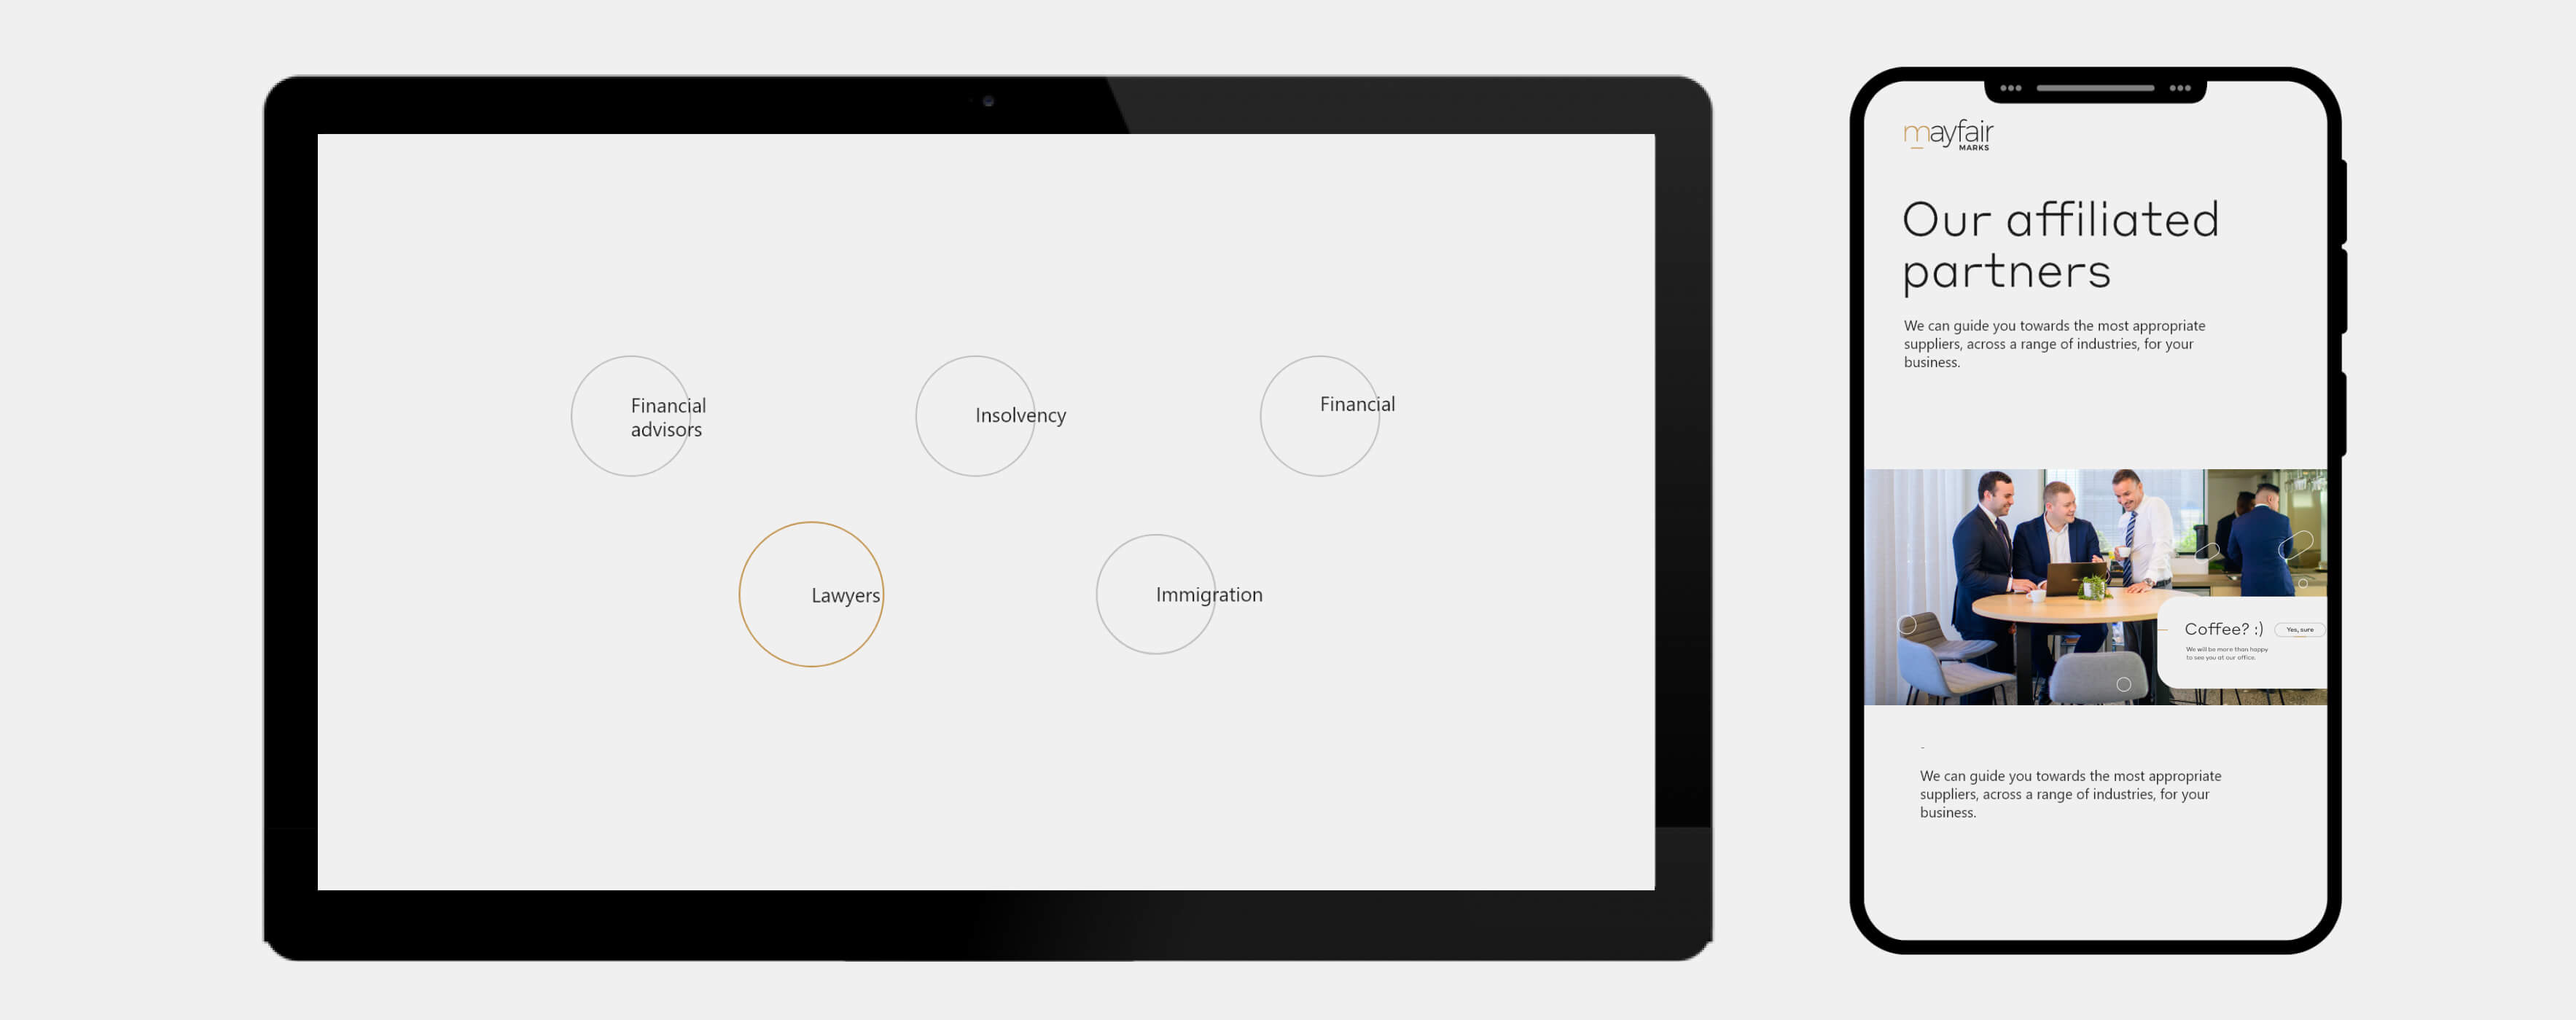 Financial
advisors
Insolvency
Financial
Lawyers
Immigration
mayfair
MARKS
Our affiliated
partners
We can guide you towards the most appropriate
suppliers, across a range of industries, for your
business.
Coffee? :)
Yes, sure
We will be more than happy
to see you at our office.
-
We can guide you towards the most appropriate
suppliers, across a range of industries, for your
business.